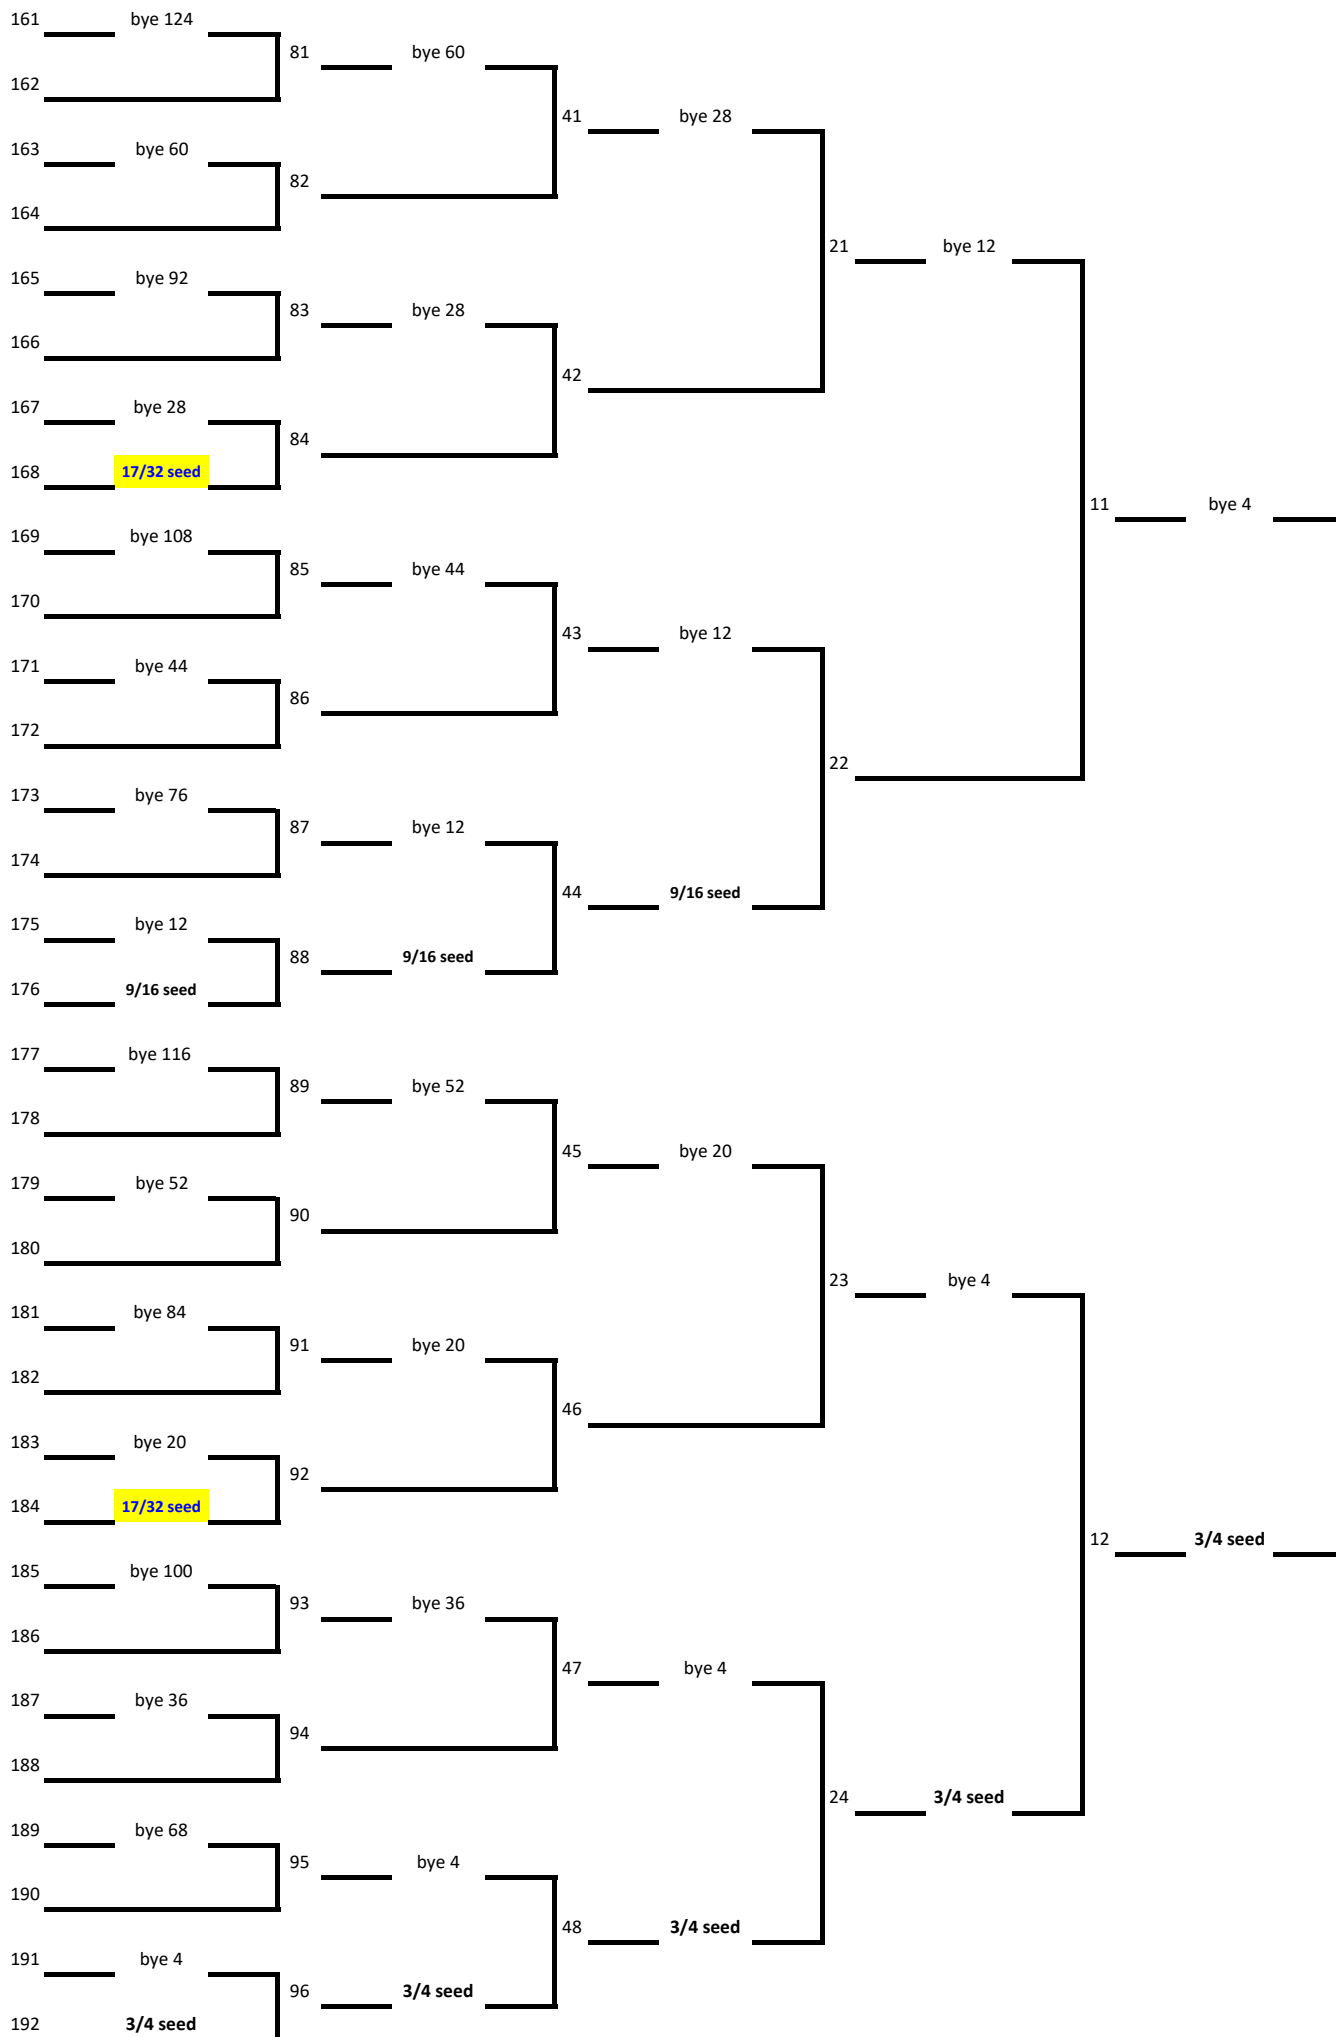 161 bye 124
81 bye 60
162
41 bye 28
163 bye 60
82
164
21 bye 12
165 bye 92
83 bye 28
166
42
167 bye 28
84
168 17/32 seed
11 bye 4
169 bye 108
85 bye 44
170
43 bye 12
171 bye 44
86
172
22
173 bye 76
87 bye 12
174
44 9/16 seed
175 bye 12
88 9/16 seed
176 9/16 seed
177 bye 116
89 bye 52
178
45 bye 20
179 bye 52
90
180
23 bye 4
181 bye 84
91 bye 20
182
46
183 bye 20
92
184 17/32 seed
12 3/4 seed
185 bye 100
93 bye 36
186
47 bye 4
187 bye 36
94
188
24 3/4 seed
189 bye 68
95 bye 4
190
48 3/4 seed
191 bye 4
96 3/4 seed
192 3/4 seed